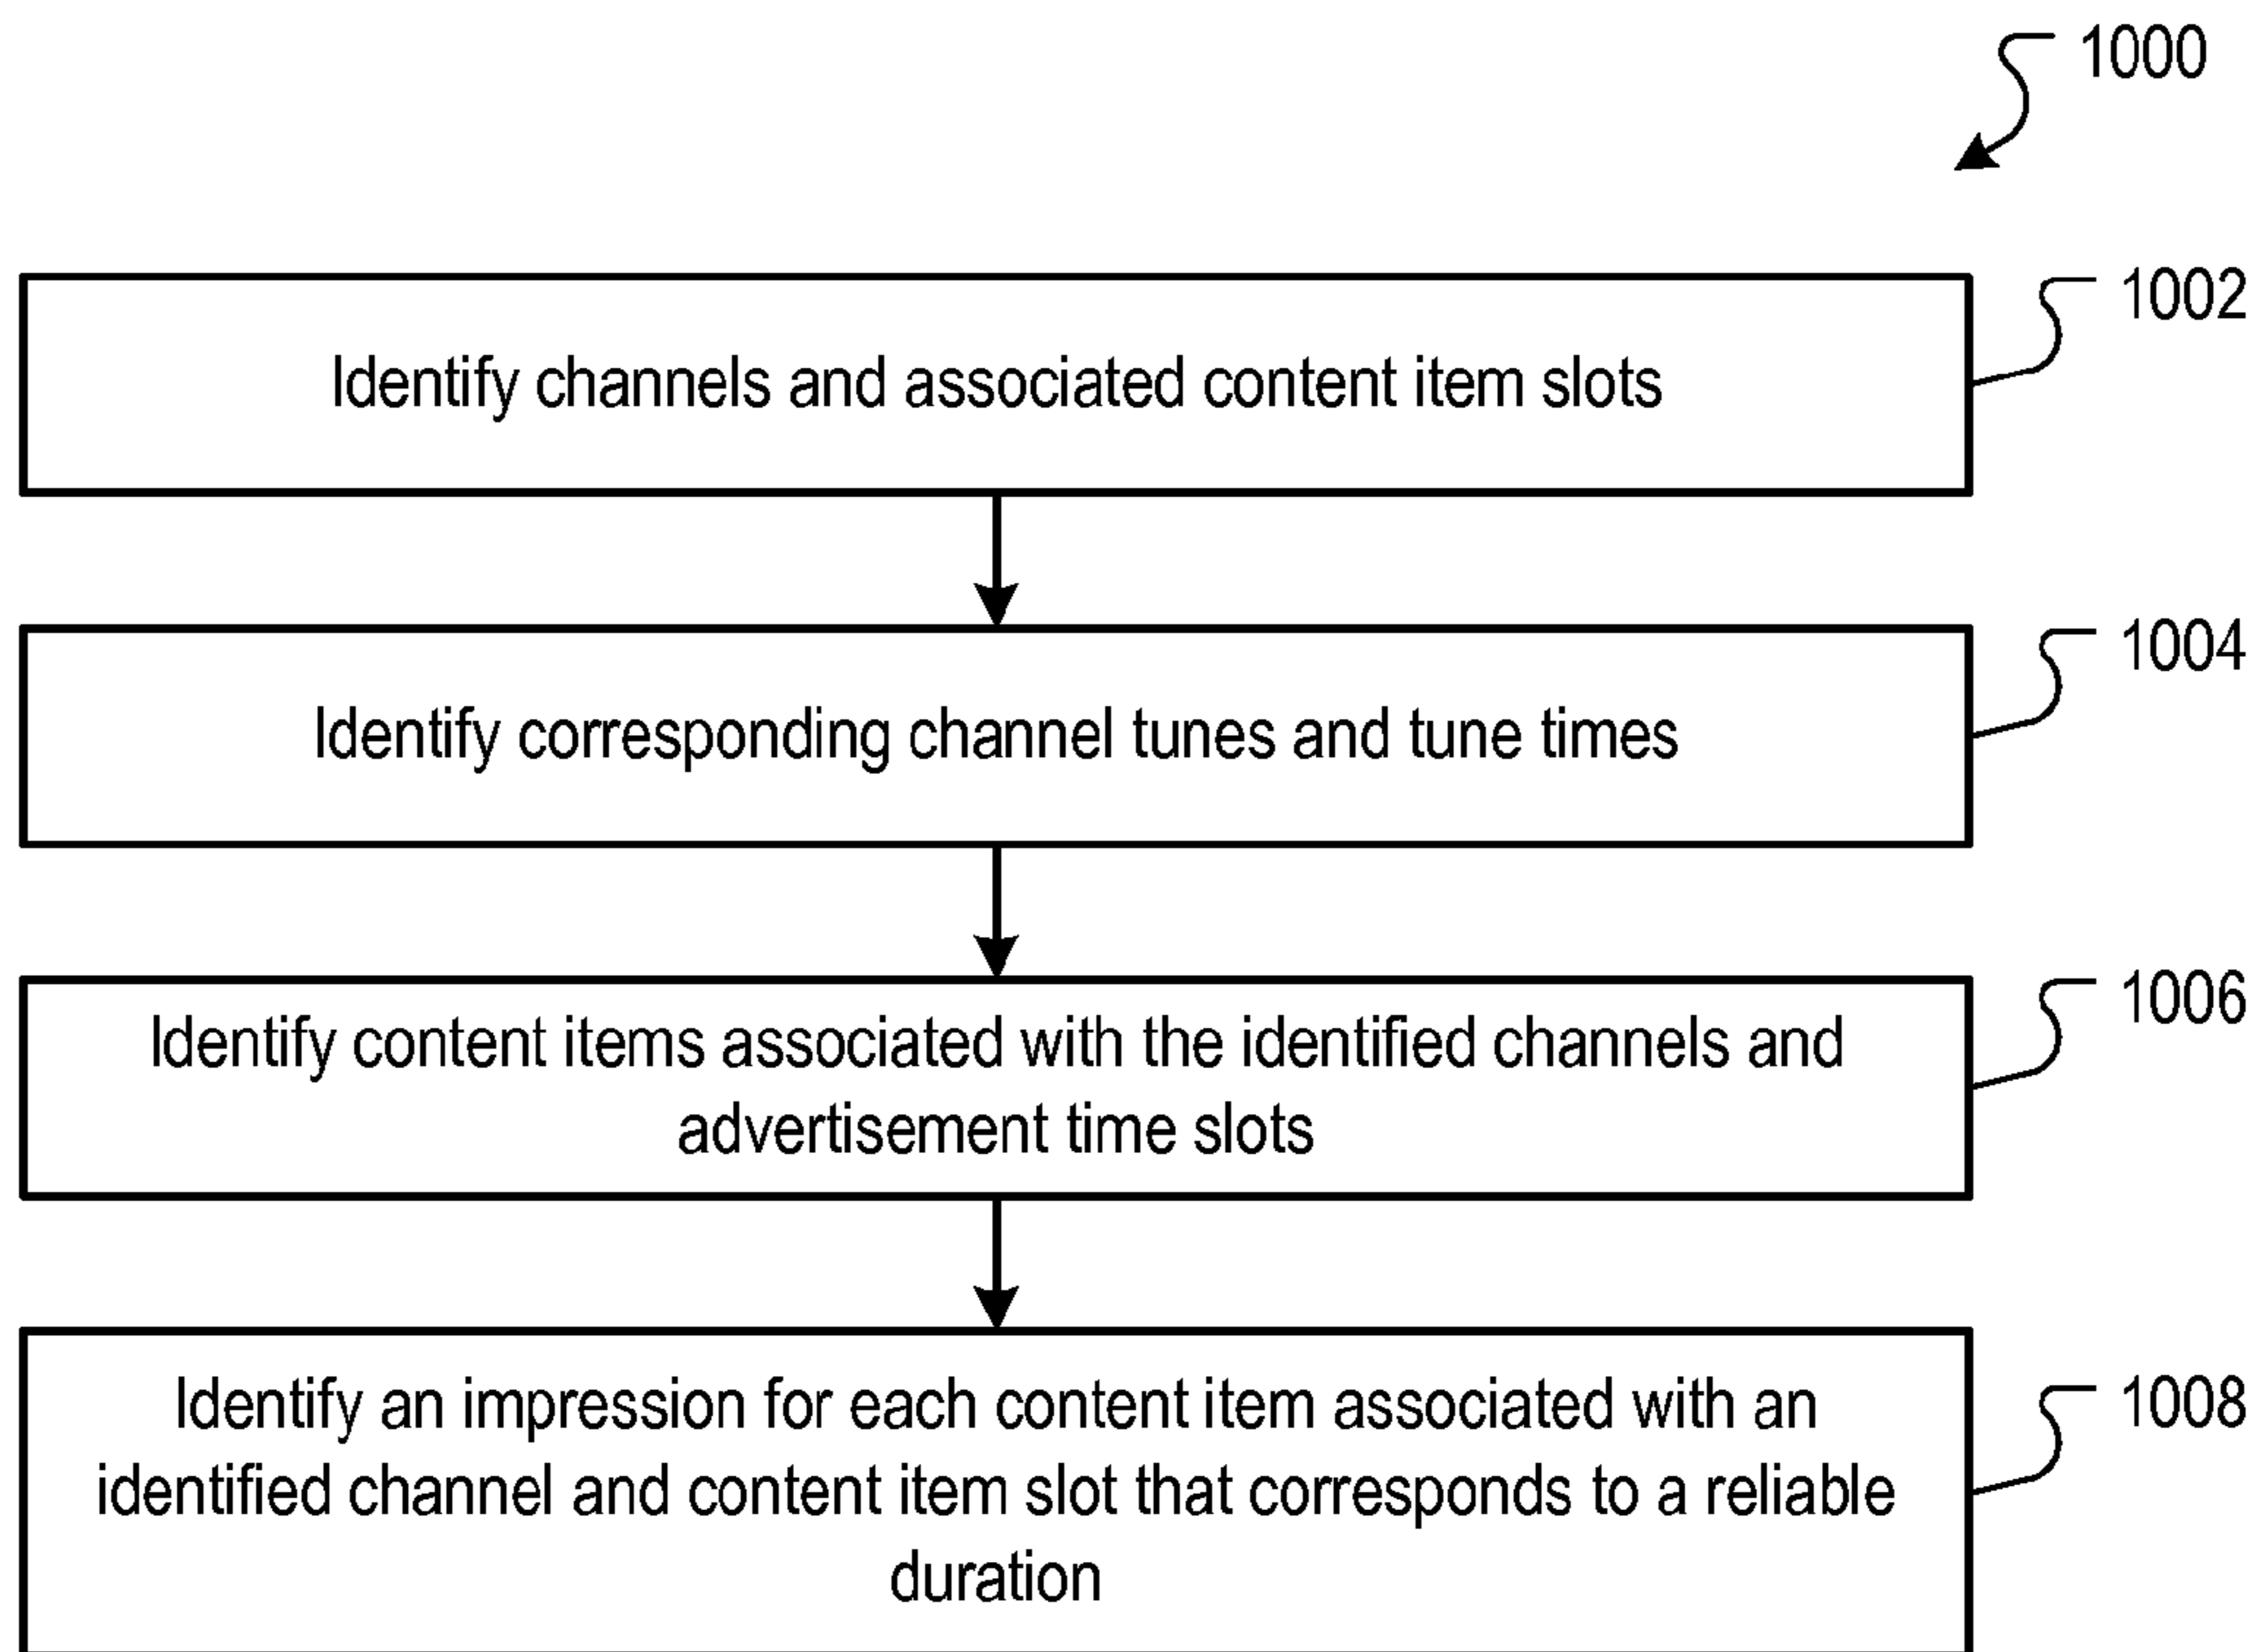 1000
Identify channels and associated content item slots
1002
Identify corresponding channel tunes and tune times
1004
Identify content items associated with the identified channels and
advertisement time slots
1006
Identify an impression for each content item associated with an
identified channel and content item slot that corresponds to a reliable
duration
1008